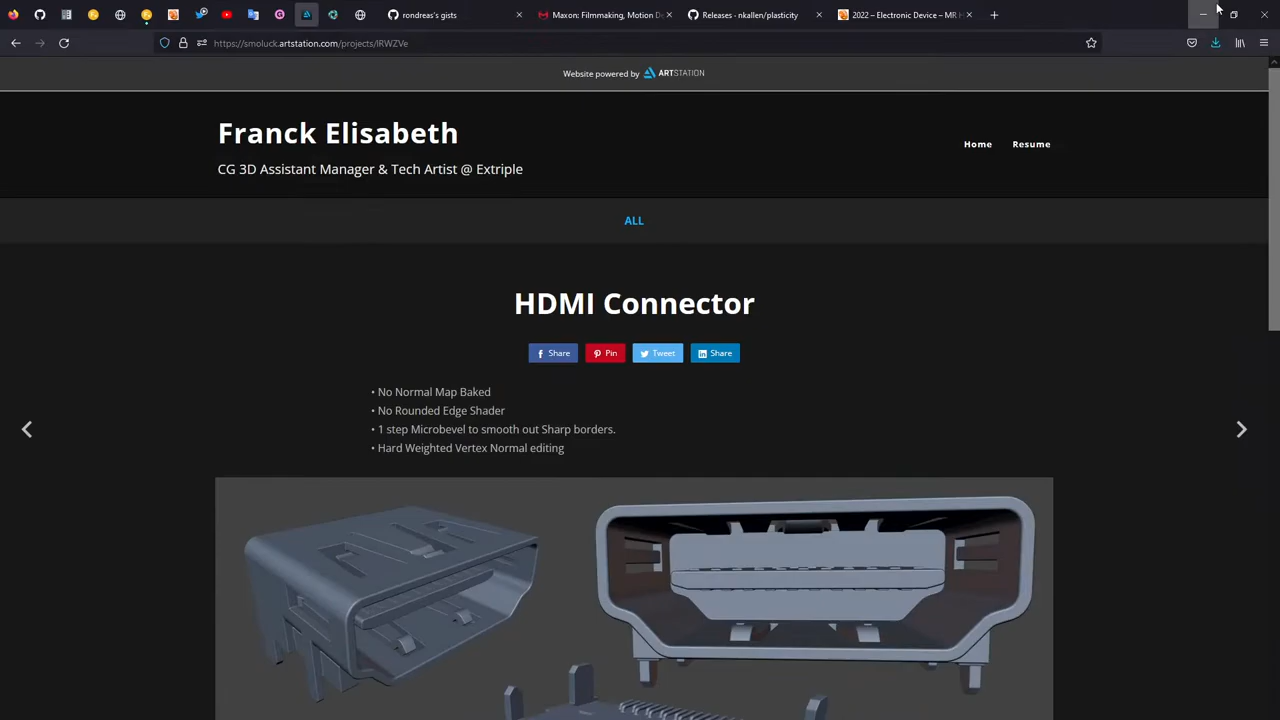 rondreas's gists
Maxon: Filmmaking, Motion De
Releases - nkallen/plasticity
2022 – Electronic Device – MR H
https://smoluck.artstation.com/projects/lRWZVe
Website powered by ARTSTATION
Franck Elisabeth
CG 3D Assistant Manager & Tech Artist @ Extriple
Home
Resume
ALL
HDMI Connector
Share
Pin
Tweet
Share
• No Normal Map Baked
• No Rounded Edge Shader
• 1 step Microbevel to smooth out Sharp borders.
• Hard Weighted Vertex Normal editing